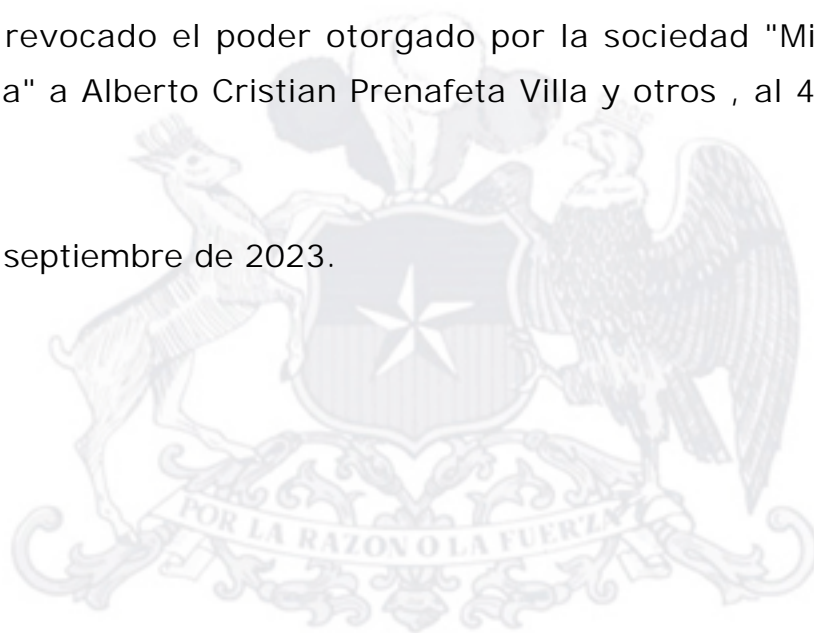 revocado el poder otorgado por la sociedad "Mi
a" a Alberto Cristian Prenafeta Villa y otros , al 4
septiembre de 2023.
POR LA RAZON O LA FUERZA